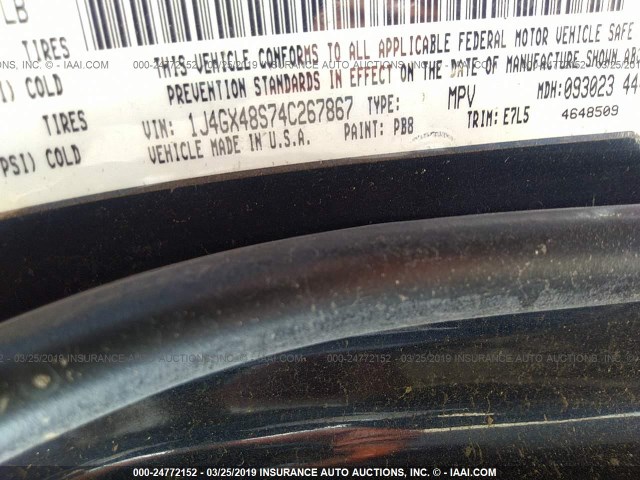 LB
TIRES
THIS VEHICLE CONFORMS TO ALL APPLICABLE FEDERAL MOTOR VEHICLE SAFE
PSI) COLD
PREVENTION STANDARDS IN EFFECT ON THE DATE OF MANUFACTURE SHOWN
TIRES
VIN: 1J4GX48S74C267867 TYPE: MPV MDH: 093023
PSI) COLD
VEHICLE MADE IN U.S.A. PAINT: PB8 TRIM: E7L5 4648509
000-24772152 - 03/25/2019 INSURANCE AUTO AUCTIONS, INC. - © IAAI.COM